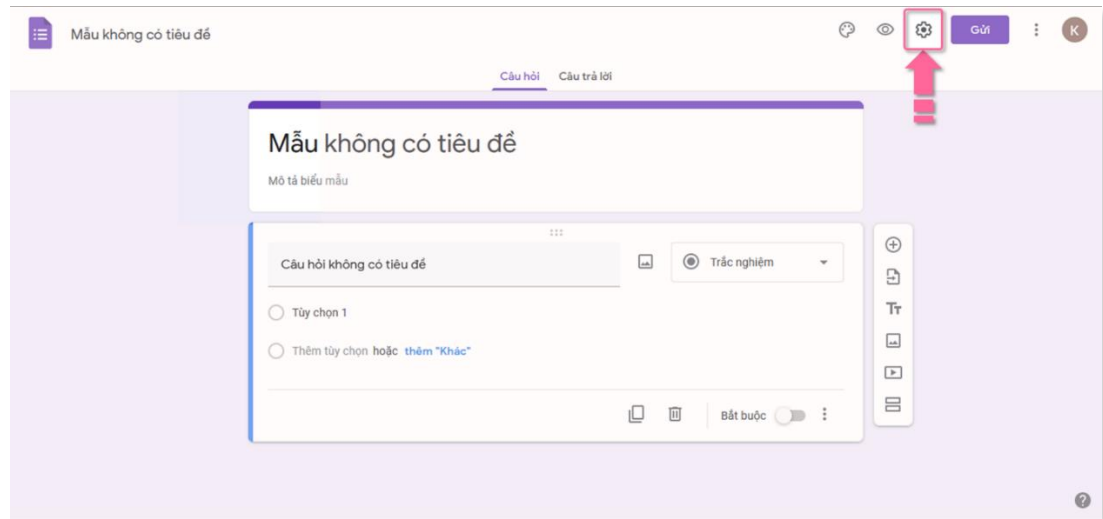 Mẫu không có tiêu đề
Gửi
K
Câu hỏi Câu trả lời
Mẫu không có tiêu đề
Mô tả biểu mẫu
Câu hỏi không có tiêu đề
Trắc nghiệm
Tùy chọn 1
Thêm tùy chọn hoặc thêm "Khác"
Bắt buộc